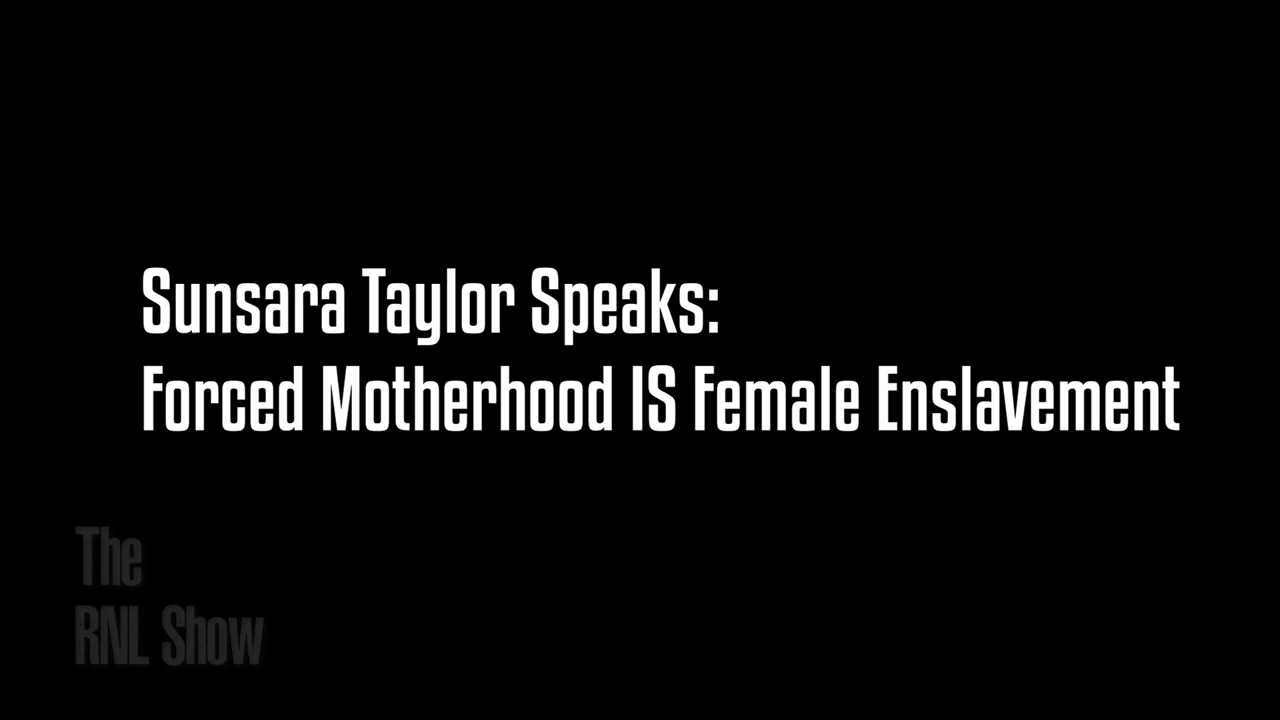 Sunsara Taylor Speaks:
Forced Motherhood IS Female Enslavement
The
RNL Show